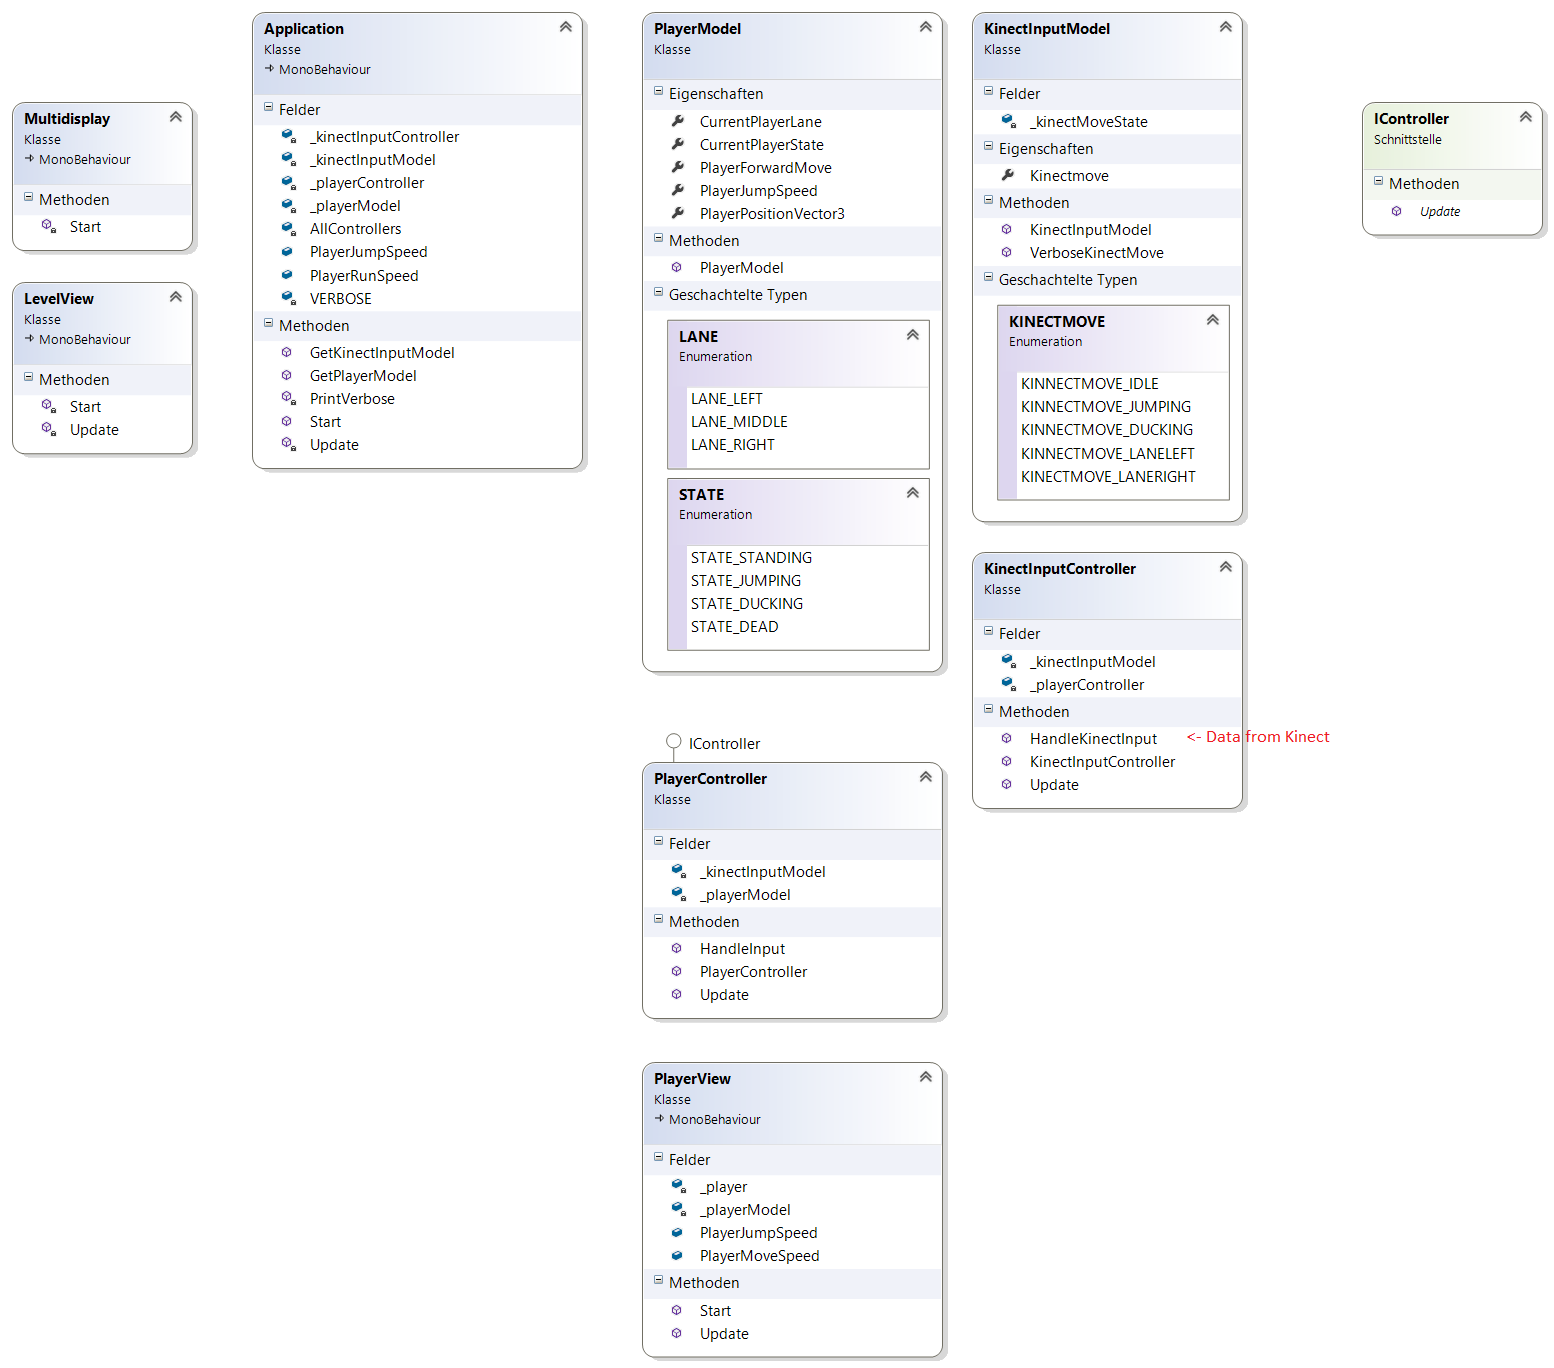 Multidisplay
Klasse
MonoBehaviour
Methoden
Start
LevelView
Klasse
MonoBehaviour
Methoden
Start
Update
Application
Klasse
MonoBehaviour
Felder
_kinectInputController
_kinectInputModel
_playerController
_playerModel
AllControllers
PlayerJumpSpeed
PlayerRunSpeed
VERBOSE
Methoden
GetKinectInputModel
GetPlayerModel
PrintVerbose
Start
Update
PlayerModel
Klasse
Eigenschaften
CurrentPlayerLane
CurrentPlayerState
PlayerForwardMove
PlayerJumpSpeed
PlayerPositionVector3
Methoden
PlayerModel
Geschachtelte Typen
LANE
Enumeration
LANE_LEFT
LANE_MIDDLE
LANE_RIGHT
STATE
Enumeration
STATE_STANDING
STATE_JUMPING
STATE_DUCKING
STATE_DEAD
IController
PlayerController
Klasse
Felder
_kinectInputModel
_playerModel
Methoden
HandleInput
PlayerController
Update
PlayerView
Klasse
MonoBehaviour
Felder
_player
_playerModel
PlayerJumpSpeed
PlayerMoveSpeed
Methoden
Start
Update
KinectInputModel
Klasse
Felder
_kinectMoveState
Eigenschaften
Kinectmove
Methoden
KinectInputModel
VerboseKinectMove
Geschachtelte Typen
KINECTMOVE
Enumeration
KINNECTMOVE_IDLE
KINNECTMOVE_JUMPING
KINNECTMOVE_DUCKING
KINNECTMOVE_LANELEFT
KINECTMOVE_LANERIGHT
KinectInputController
Klasse
Felder
_kinectInputModel
_playerController
Methoden
HandleKinectInput <- Data from Kinect
KinectInputController
Update
IController
Schnittstelle
Methoden
Update